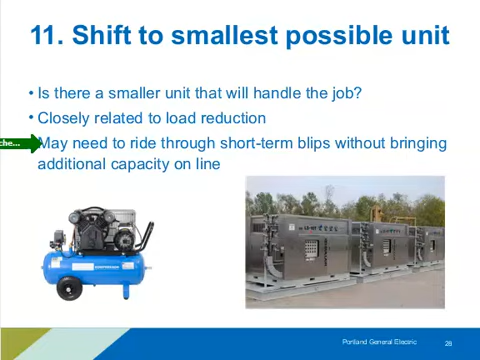 11. Shift to smallest possible unit
• Is there a smaller unit that will handle the job?
• Closely related to load reduction
che...
• May need to ride through short-term blips without bringing
additional capacity on line
Portland General Electric
28